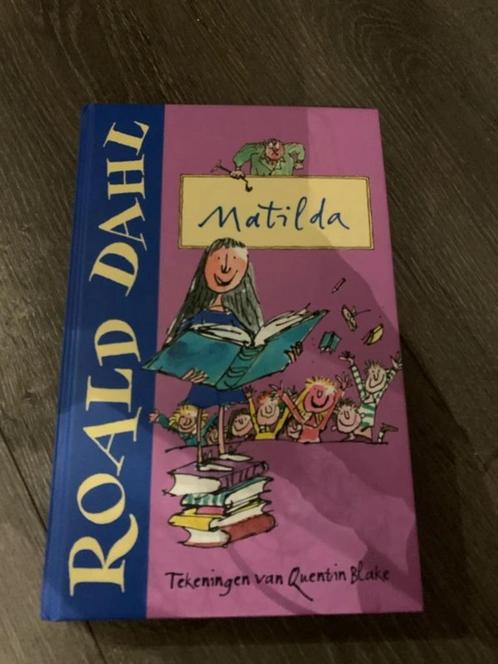 ROALD DAHL
Matilda
Tekeningen van Quentin Blake